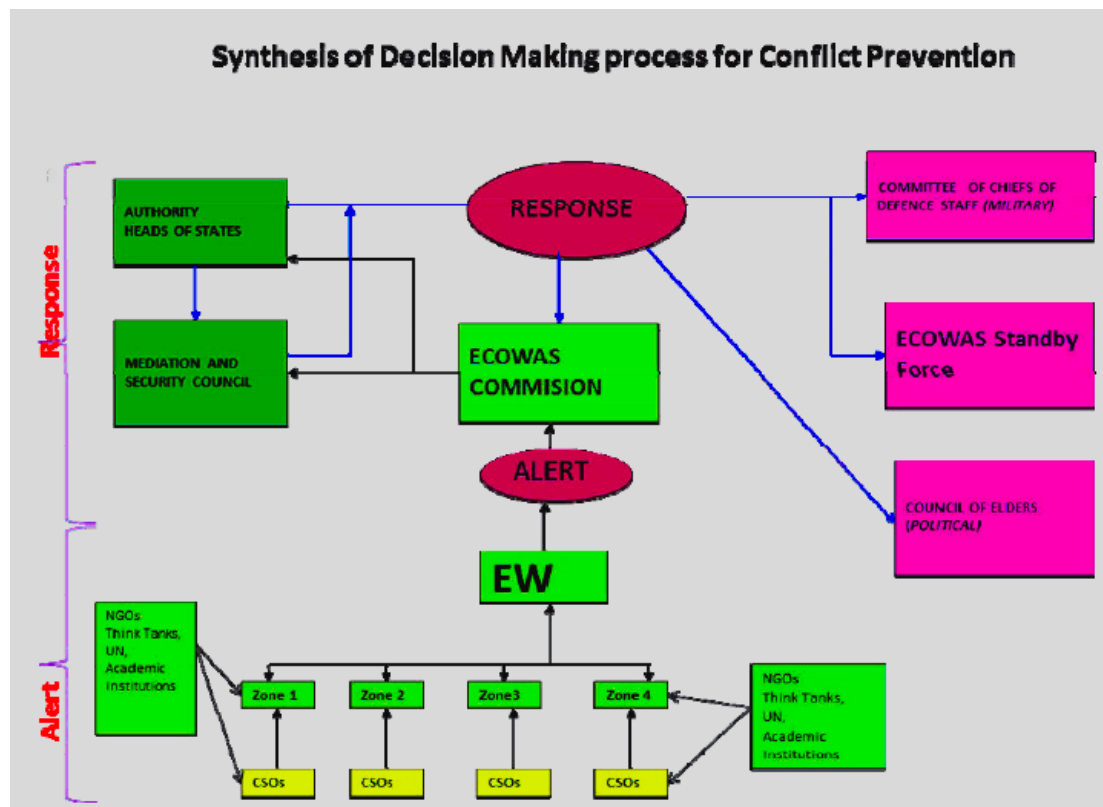 Synthesis of Decision Making process for Conflict Prevention
Response
AUTHORITY
HEADS OF STATES
RESPONSE
COMMITTEE OF CHIEFS OF
DEFENCE STAFF (MILITARY)
MEDIATION AND
SECURITY COUNCIL
ECOWAS
COMMISION
ECOWAS Standby
Force
ALERT
COUNCIL OF ELDERS
(POLITICAL)
EW
Alert
NGOs
Think Tanks,
UN,
Academic
Institutions
Zone 1
Zone 2
Zone3
Zone 4
NGOs
Think Tanks,
UN,
Academic
Institutions
CSOs
CSOs
CSOs
CSOs